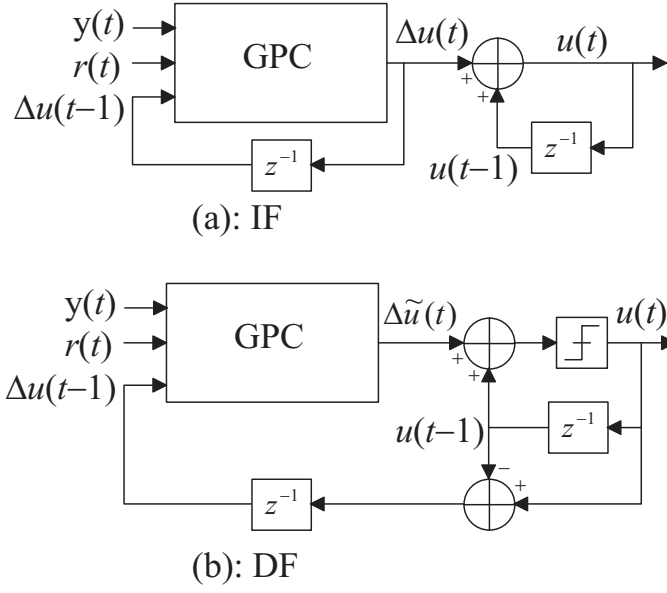 y(t)
r(t)
Δu(t−1)
GPC
Δu(t)
+
+
u(t)
z⁻¹
u(t−1)
z⁻¹
(a): IF
y(t)
r(t)
Δu(t−1)
GPC
Δũ(t)
+
+
u(t)
u(t−1)
z⁻¹
−
+
z⁻¹
(b): DF